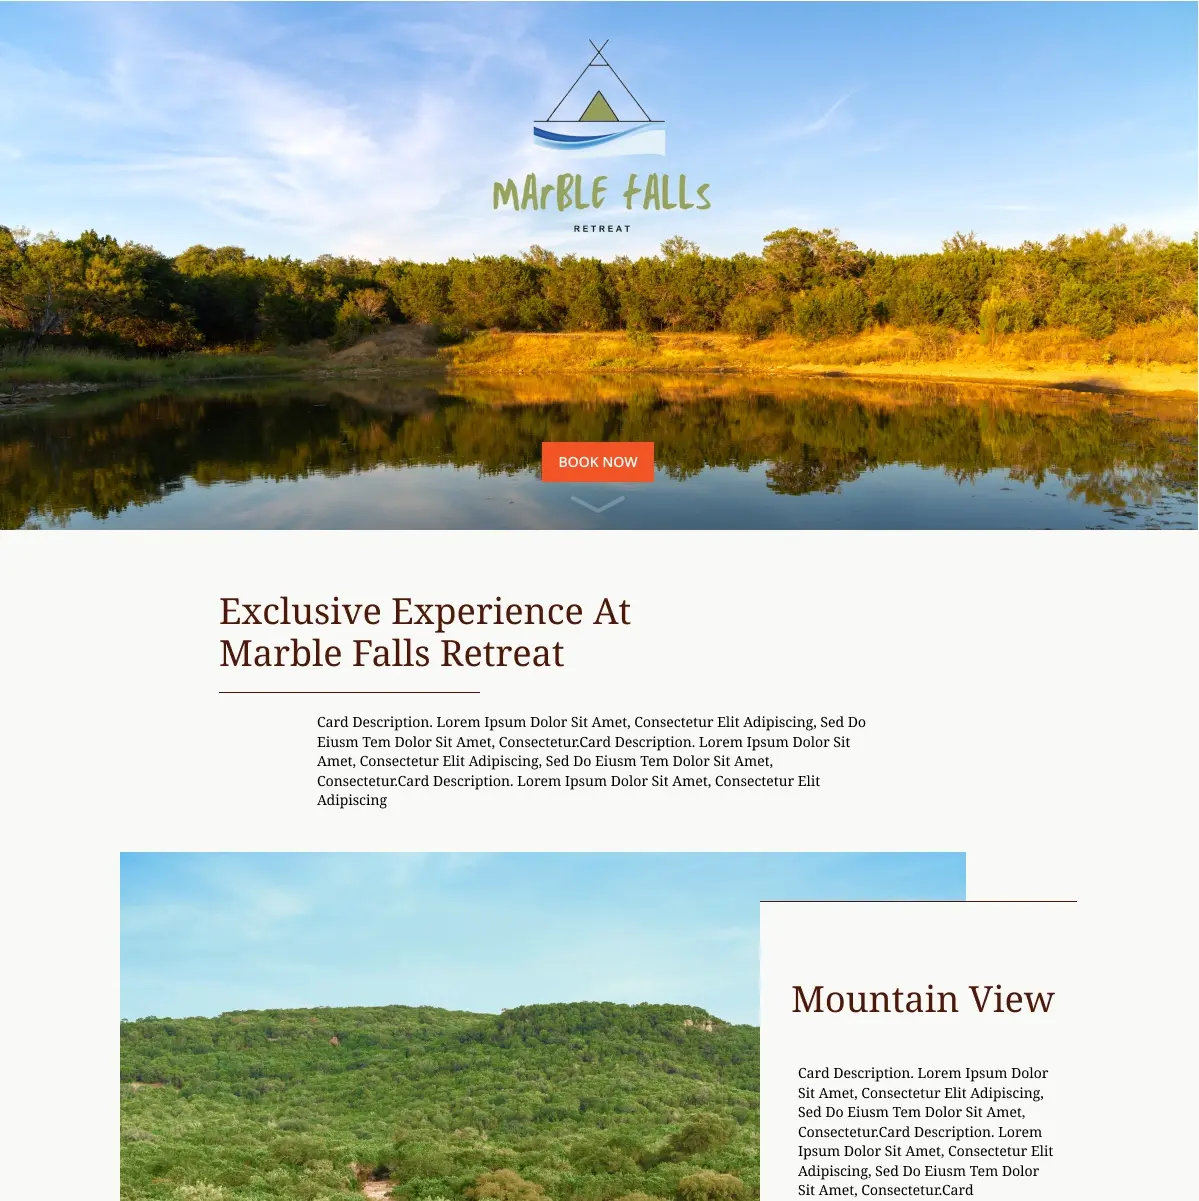 MArBLE fALLs
RETREAT
BOOK NOW
Exclusive Experience At
Marble Falls Retreat
Card Description. Lorem Ipsum Dolor Sit Amet, Consectetur Elit Adipiscing, Sed Do
Eiusm Tem Dolor Sit Amet, Consectetur.Card Description. Lorem Ipsum Dolor Sit
Amet, Consectetur Elit Adipiscing, Sed Do Eiusm Tem Dolor Sit Amet,
Consectetur.Card Description. Lorem Ipsum Dolor Sit Amet, Consectetur Elit
Adipiscing
Mountain View
Card Description. Lorem Ipsum Dolor
Sit Amet, Consectetur Elit Adipiscing,
Sed Do Eiusm Tem Dolor Sit Amet,
Consectetur.Card Description. Lorem
Ipsum Dolor Sit Amet, Consectetur Elit
Adipiscing, Sed Do Eiusm Tem Dolor
Sit Amet, Consectetur.Card